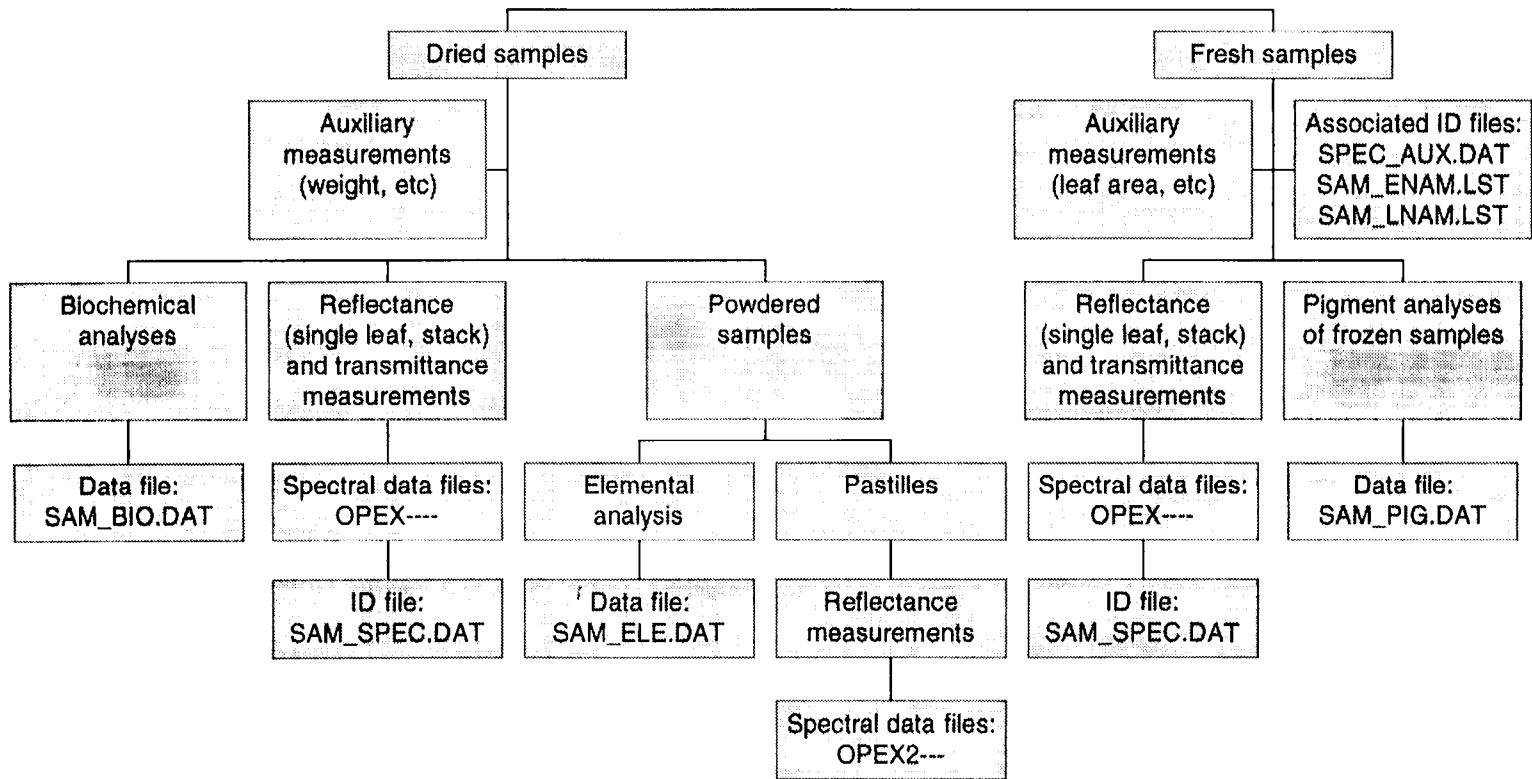 Dried samples
Fresh samples
Auxiliary
measurements
(weight, etc)
Auxiliary
measurements
(leaf area, etc)
Associated ID files:
SPEC_AUX.DAT
SAM_ENAM.LST
SAM_LNAM.LST
Biochemical
analyses
Reflectance
(single leaf, stack)
and transmittance
measurements
Powdered
samples
Reflectance
(single leaf, stack)
and transmittance
measurements
Pigment analyses
of frozen samples
Data file:
SAM_BIO.DAT
Spectral data files:
OPEX----
Elemental
analysis
Pastilles
Spectral data files:
OPEX----
Data file:
SAM_PIG.DAT
ID file:
SAM_SPEC.DAT
Data file:
SAM_ELE.DAT
Reflectance
measurements
ID file:
SAM_SPEC.DAT
Spectral data files:
OPEX2---